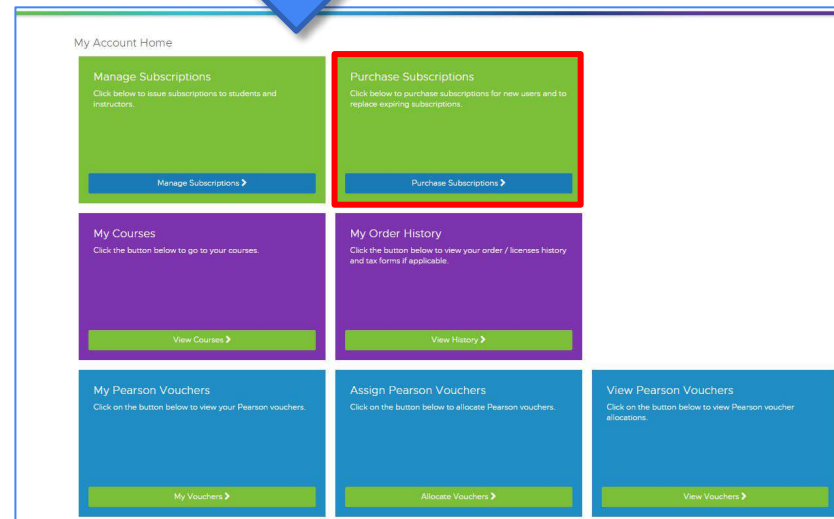 My Account Home
Manage Subscriptions
Click below to issue subscriptions to students and
instructors.
Manage Subscriptions
Purchase Subscriptions
Click below to purchase subscriptions for new users and to
replace expiring subscriptions.
Purchase Subscriptions
My Courses
Click the button below to go to your courses.
View Courses
My Order History
Click the button below to view your order / licenses history
and tax forms if applicable.
View History
My Pearson Vouchers
Click on the button below to view your Pearson vouchers.
My Vouchers
Assign Pearson Vouchers
Click on the button below to allocate Pearson vouchers.
Allocate Vouchers
View Pearson Vouchers
Click on the button below to view Pearson voucher
allocations.
View Vouchers